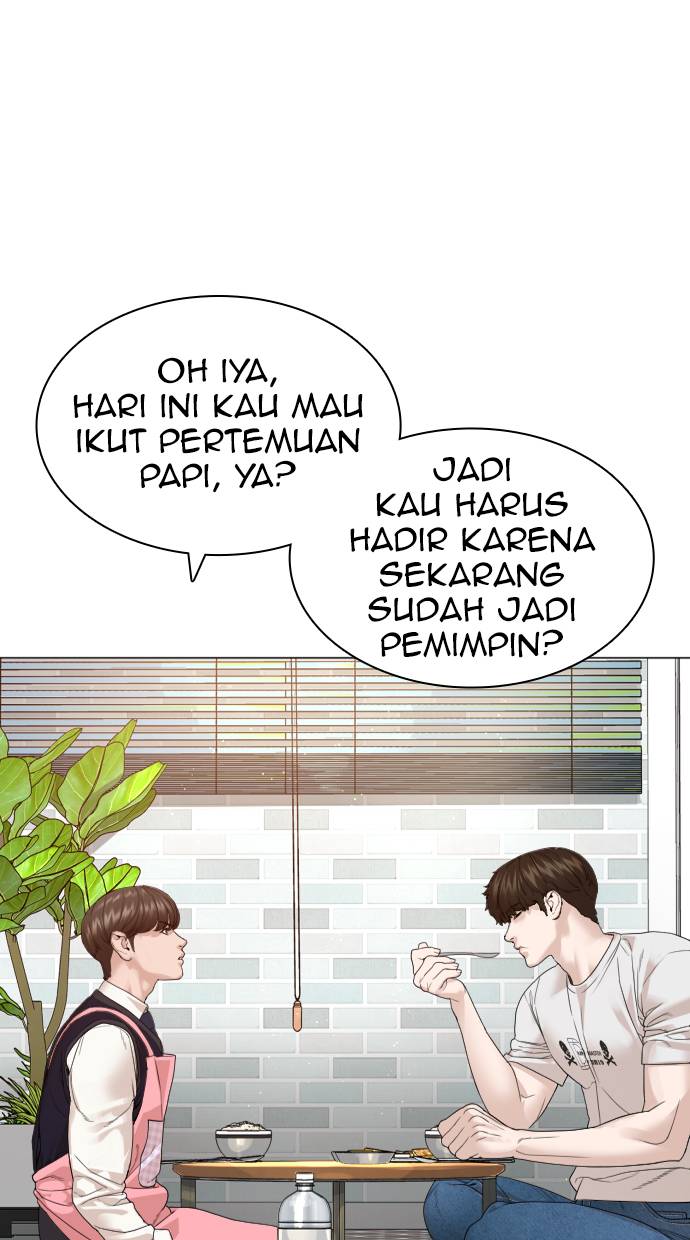 OH IYA,
HARI INI KAU MAU
IKUT PERTEMUAN
PAPI, YA?
JADI
KAU HARUS
HADIR KARENA
SEKARANG
SUDAH JADI
PEMIMPIN?